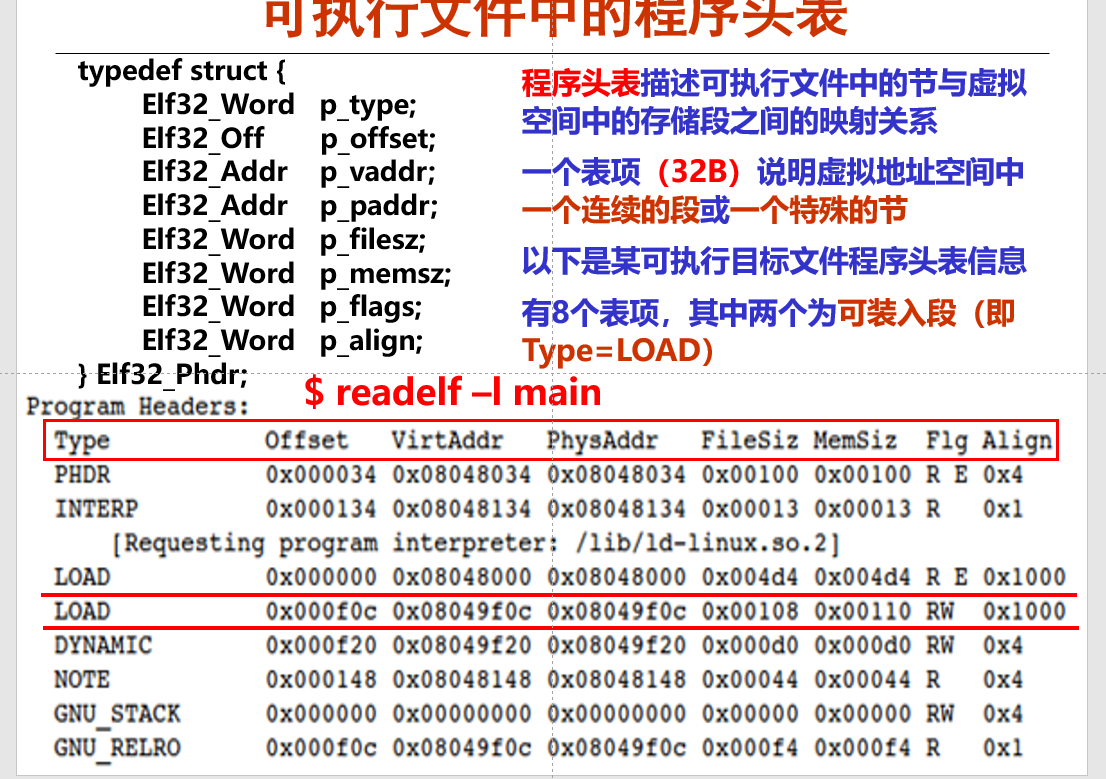 可执行文件中的程序头表
typedef struct {
Elf32_Word p_type;
Elf32_Off p_offset;
Elf32_Addr p_vaddr;
Elf32_Addr p_paddr;
Elf32_Word p_filesz;
Elf32_Word p_memsz;
Elf32_Word p_flags;
Elf32_Word p_align;
} Elf32_Phdr;
程序头表描述可执行文件中的节与虚拟
空间中的存储段之间的映射关系
一个表项（32B）说明虚拟地址空间中
一个连续的段或一个特殊的节
以下是某可执行目标文件程序头表信息
有8个表项，其中两个为可装入段（即
Type=LOAD）
$ readelf –l main
Program Headers:
Type Offset VirtAddr PhysAddr FileSiz MemSiz Flg Align
PHDR 0x000034 0x08048034 0x08048034 0x00100 0x00100 R E 0x4
INTERP 0x000134 0x08048134 0x08048134 0x00013 0x00013 R 0x1
[Requesting program interpreter: /lib/ld-linux.so.2]
LOAD 0x000000 0x08048000 0x08048000 0x004d4 0x004d4 R E 0x1000
LOAD 0x000f0c 0x08049f0c 0x08049f0c 0x00108 0x00110 RW 0x1000
DYNAMIC 0x000f20 0x08049f20 0x08049f20 0x000d0 0x000d0 RW 0x4
NOTE 0x000148 0x08048148 0x08048148 0x00044 0x00044 R 0x4
GNU_STACK 0x000000 0x00000000 0x00000000 0x00000 0x00000 RW 0x4
GNU_RELRO 0x000f0c 0x08049f0c 0x08049f0c 0x000f4 0x000f4 R 0x1